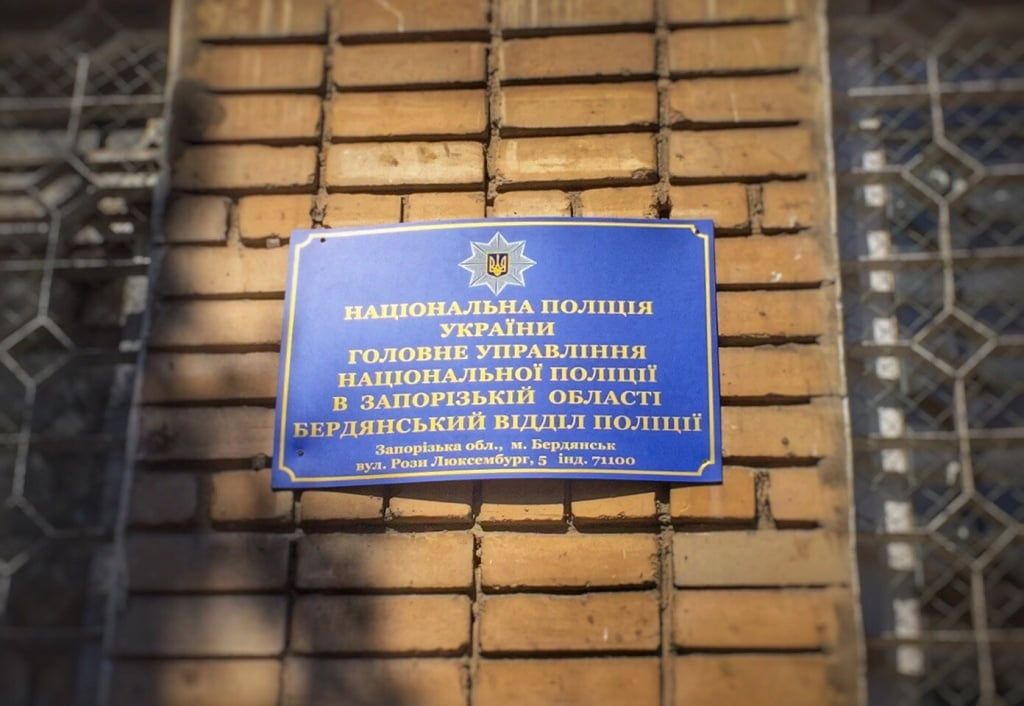 НАЦІОНАЛЬНА ПОЛІЦІЯ
УКРАЇНИ
ГОЛОВНЕ УПРАВЛІННЯ
НАЦІОНАЛЬНОЇ ПОЛІЦІЇ
В ЗАПОРІЗЬКІЙ ОБЛАСТІ
БЕРДЯНСЬКИЙ ВІДДІЛ ПОЛІЦІЇ
Запорізька обл., м. Бердянськ
вул. Рози Люксембург, 5 інд. 71100